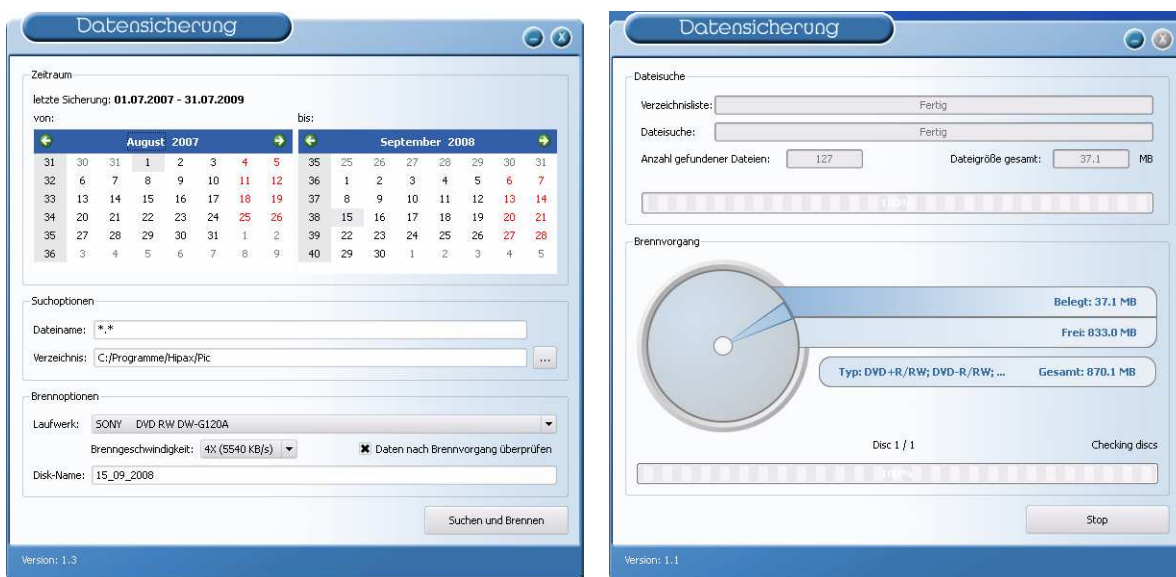 Datensicherung
Zeitraum
letzte Sicherung: 01.07.2007 - 31.07.2009
von:
August 2007
31 30 31 1 2 3 4 5
32 6 7 8 9 10 11 12
33 13 14 15 16 17 18 19
34 20 21 22 23 24 25 26
35 27 28 29 30 31 1 2
36 3 4 5 6 7 8 9
bis:
September 2008
35 25 26 27 28 29 30 31
36 1 2 3 4 5 6 7
37 8 9 10 11 12 13 14
38 15 16 17 18 19 20 21
39 22 23 24 25 26 27 28
40 29 30 1 2 3 4 5
Suchoptionen
Dateiname: *.*
Verzeichnis: C:/Programme/Hipax/Pic ...
Brennoptionen
Laufwerk: SONY DVD RW DW-G120A
Brenngeschwindigkeit: 4X (5540 KB/s) Daten nach Brennvorgang überprüfen
Disk-Name: 15_09_2008
Suchen und Brennen
Version: 1.3
Datensicherung
Dateisuche
Verzeichnisliste: Fertig
Dateisuche: Fertig
Anzahl gefundener Dateien: 127 Dateigröße gesamt: 37.1 MB
100%
Brennvorgang
Belegt: 37.1 MB
Frei: 833.0 MB
Typ: DVD+R/RW; DVD-R/RW; ... Gesamt: 870.1 MB
Disc 1 / 1 Checking discs
100%
Stop
Version: 1.1